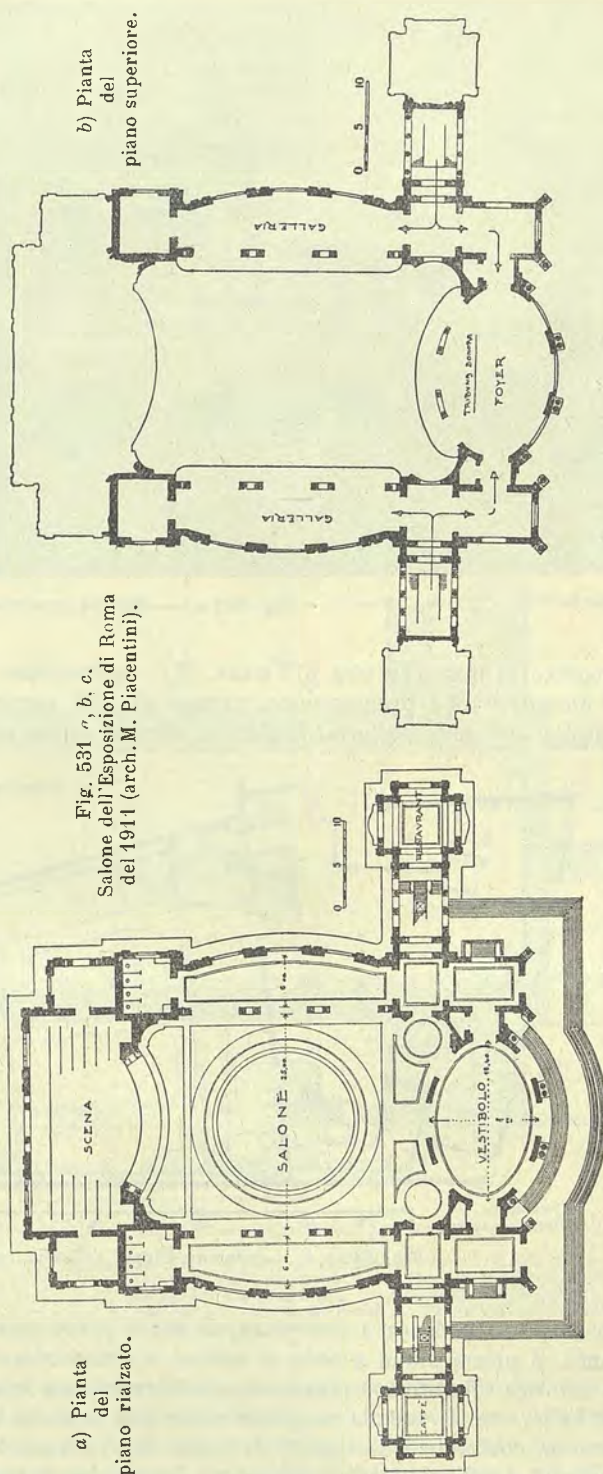 Fig. 531 a, b, c.
Salone dell'Esposizione di Roma
del 1911 (arch. M. Piacentini).
a) Pianta
del
piano rialzato.
SCENA
SALONE
VESTIBOLO
CAFFÈ
RESTAURANT
0 5 10
b) Pianta
del
piano superiore.
GALLERIA
GALLERIA
TRIBUNA
FOYER
0 5 10